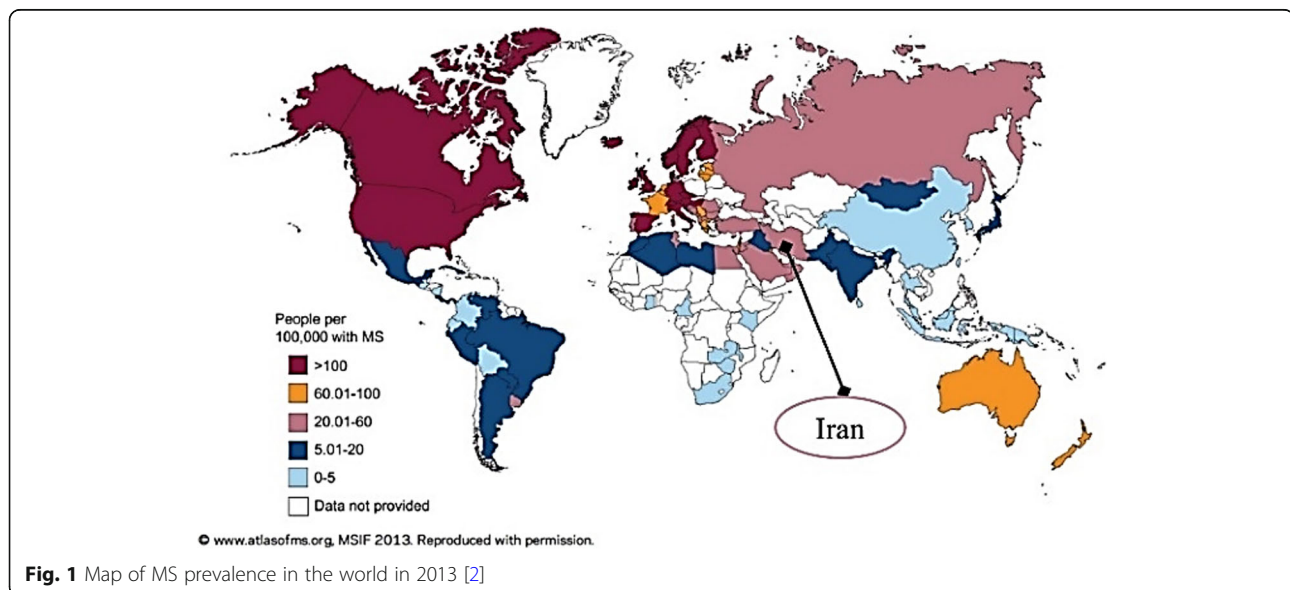 People per
100,000 with MS
>100
60.01-100
20.01-60
5.01-20
0-5
Data not provided
Iran
© www.atlasofms.org, MSIF 2013. Reproduced with permission.
Fig. 1 Map of MS prevalence in the world in 2013 [2]